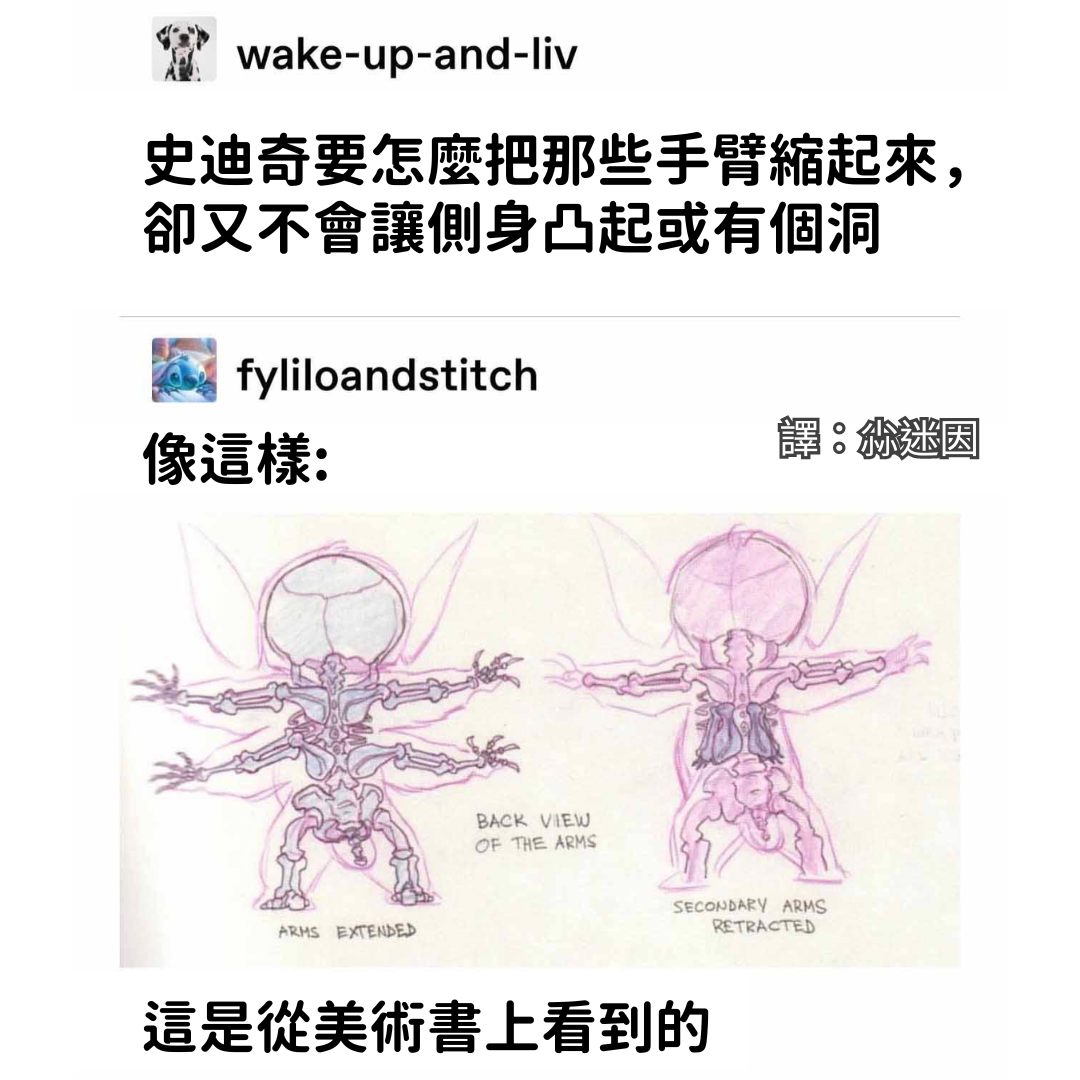 wake-up-and-liv
史迪奇要怎麼把那些手臂縮起來，
卻又不會讓側身凸起或有個洞
fyliloandstitch
像這樣:
譯：尛迷因
BACK VIEW
OF THE ARMS
ARMS EXTENDED
SECONDARY ARMS
RETRACTED
這是從美術書上看到的